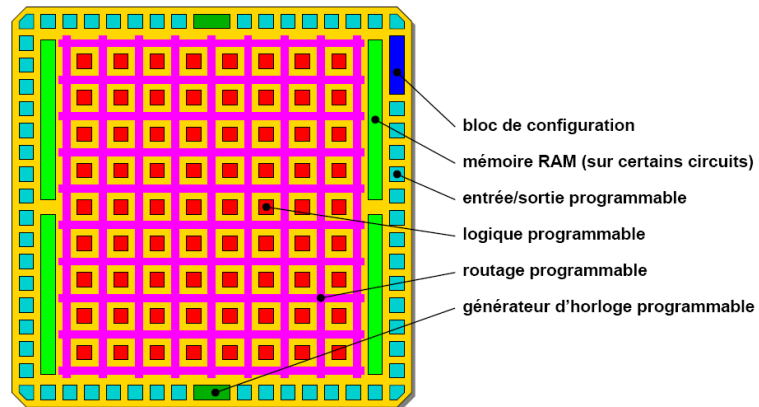 bloc de configuration
mémoire RAM (sur certains circuits)
entrée/sortie programmable
logique programmable
routage programmable
générateur d'horloge programmable